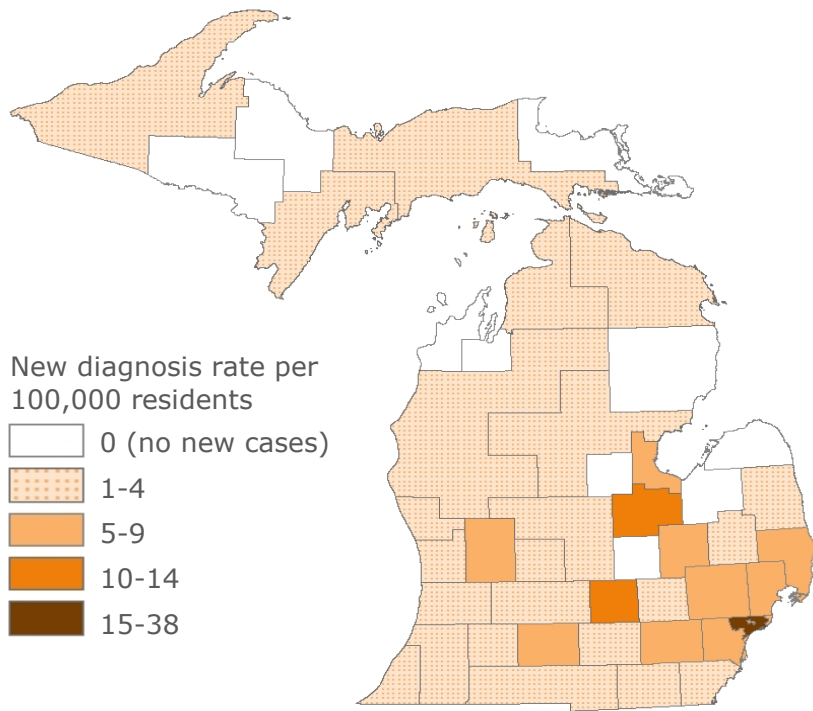 New diagnosis rate per
100,000 residents
0 (no new cases)
1-4
5-9
10-14
15-38